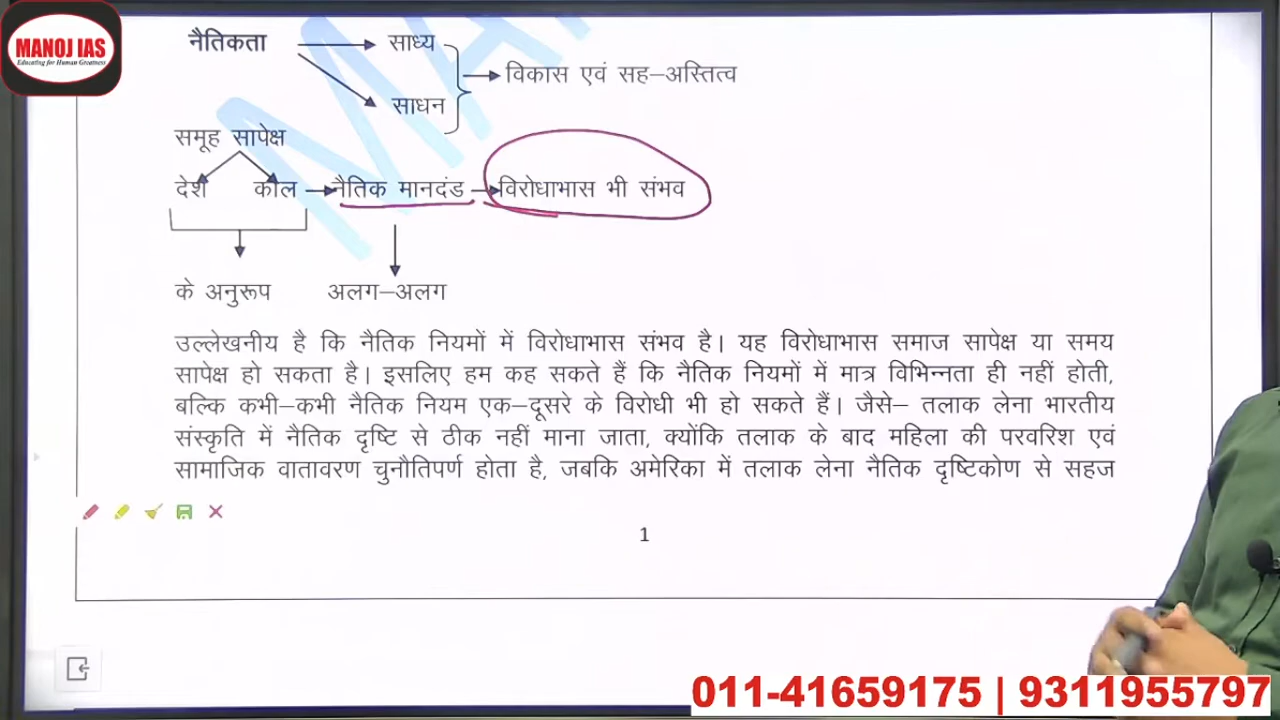 MANOJ IAS
Educating for Human Greatness
नैतिकता
साध्य
विकास एवं सह–अस्तित्व
साधन
समूह सापेक्ष
देश काल नैतिक मानदंड विरोधाभास भी संभव
के अनुरूप अलग–अलग
उल्लेखनीय है कि नैतिक नियमों में विरोधाभास संभव है। यह विरोधाभास समाज सापेक्ष या समय
सापेक्ष हो सकता है। इसलिए हम कह सकते हैं कि नैतिक नियमों में मात्र विभिन्नता ही नहीं होती,
बल्कि कभी–कभी नैतिक नियम एक–दूसरे के विरोधी भी हो सकते हैं। जैसे– तलाक लेना भारतीय
संस्कृति में नैतिक दृष्टि से ठीक नहीं माना जाता, क्योंकि तलाक के बाद महिला की परवरिश एवं
सामाजिक वातावरण चुनौतिपर्ण होता है, जबकि अमेरिका में तलाक लेना नैतिक दृष्टिकोण से सहज
1
011-41659175 | 9311955797